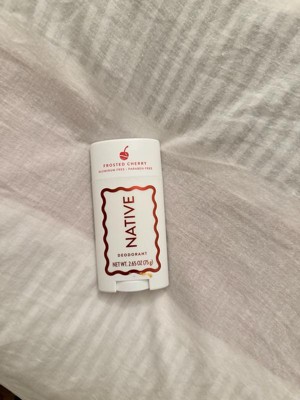 FROSTED CHERRY
ALUMINUM FREE · PARABEN FREE
NATIVE
DEODORANT
NET WT. 2.65 OZ (75 g)